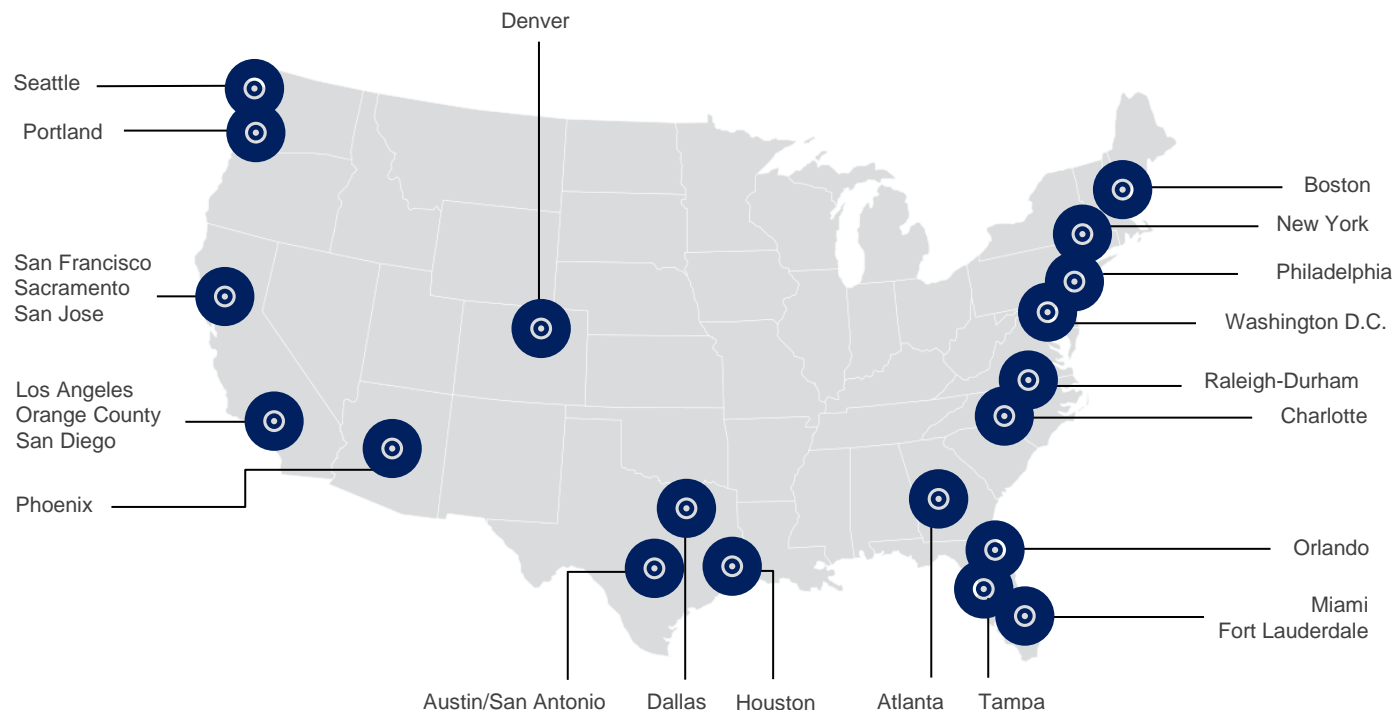 Denver
Seattle
Portland
San Francisco
Sacramento
San Jose
Los Angeles
Orange County
San Diego
Phoenix
Boston
New York
Philadelphia
Washington D.C.
Raleigh-Durham
Charlotte
Orlando
Miami
Fort Lauderdale
Austin/San Antonio
Dallas
Houston
Atlanta
Tampa